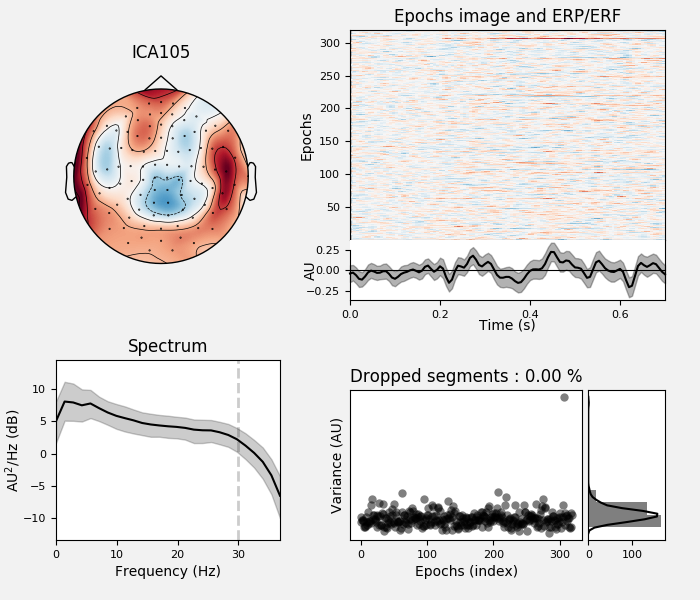 ICA105
Epochs image and ERP/ERF
Epochs
300
250
200
150
100
50
AU
0.25
0.00
−0.25
0.0
0.2
0.4
0.6
Time (s)
Spectrum
AU²/Hz (dB)
10
5
0
−5
−10
0
10
20
30
Frequency (Hz)
Dropped segments : 0.00 %
Variance (AU)
0
100
200
300
Epochs (index)
0
100